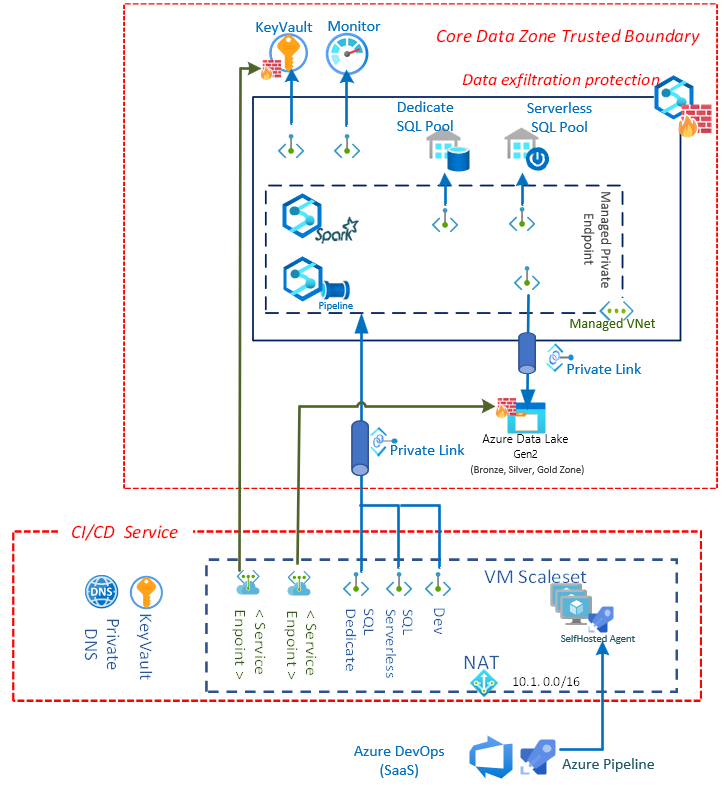 KeyVault
Monitor
Core Data Zone Trusted Boundary
Data exfiltration protection
Dedicate
SQL Pool
Serverless
SQL Pool
Managed Private
Endpoint
Spark
Pipeline
Managed VNet
Private Link
Azure Data Lake
Gen2
(Bronze, Silver, Gold Zone)
Private Link
CI/CD Service
DNS
Private
DNS
KeyVault
< Service
Enpoint >
< Service
Enpoint >
SQL
Dedicate
SQL
Serverless
Dev
VM Scaleset
SelfHosted Agent
NAT
10.1. 0.0/16
Azure DevOps
(SaaS)
Azure Pipeline